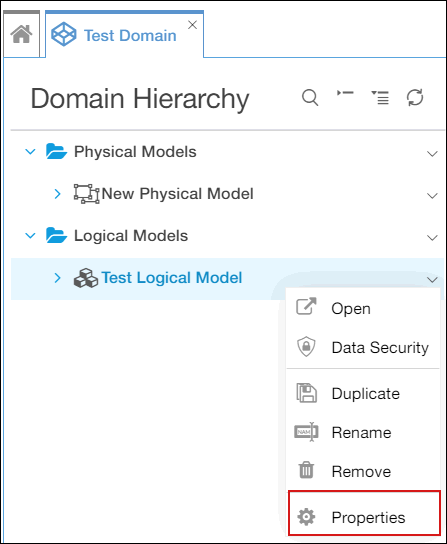 Test Domain
Domain Hierarchy
Physical Models
New Physical Model
Logical Models
Test Logical Model
Open
Data Security
Duplicate
NAM
Rename
Remove
Properties